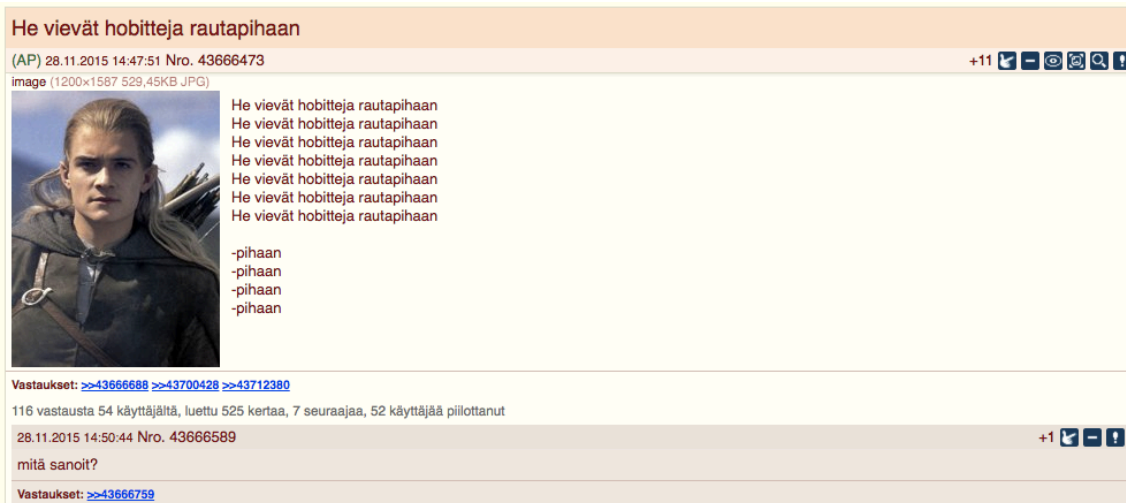 He vievät hobitteja rautapihaan
(AP) 28.11.2015 14:47:51 Nro. 43666473
+11
image (1200×1587 529,45KB JPG)
He vievät hobitteja rautapihaan
He vievät hobitteja rautapihaan
He vievät hobitteja rautapihaan
He vievät hobitteja rautapihaan
He vievät hobitteja rautapihaan
He vievät hobitteja rautapihaan
He vievät hobitteja rautapihaan
-pihaan
-pihaan
-pihaan
-pihaan
Vastaukset: >>43666688 >>43700428 >>43712380
116 vastausta 54 käyttäjältä, luettu 525 kertaa, 7 seuraajaa, 52 käyttäjää piilottanut
28.11.2015 14:50:44 Nro. 43666589
+1
mitä sanoit?
Vastaukset: >>43666759